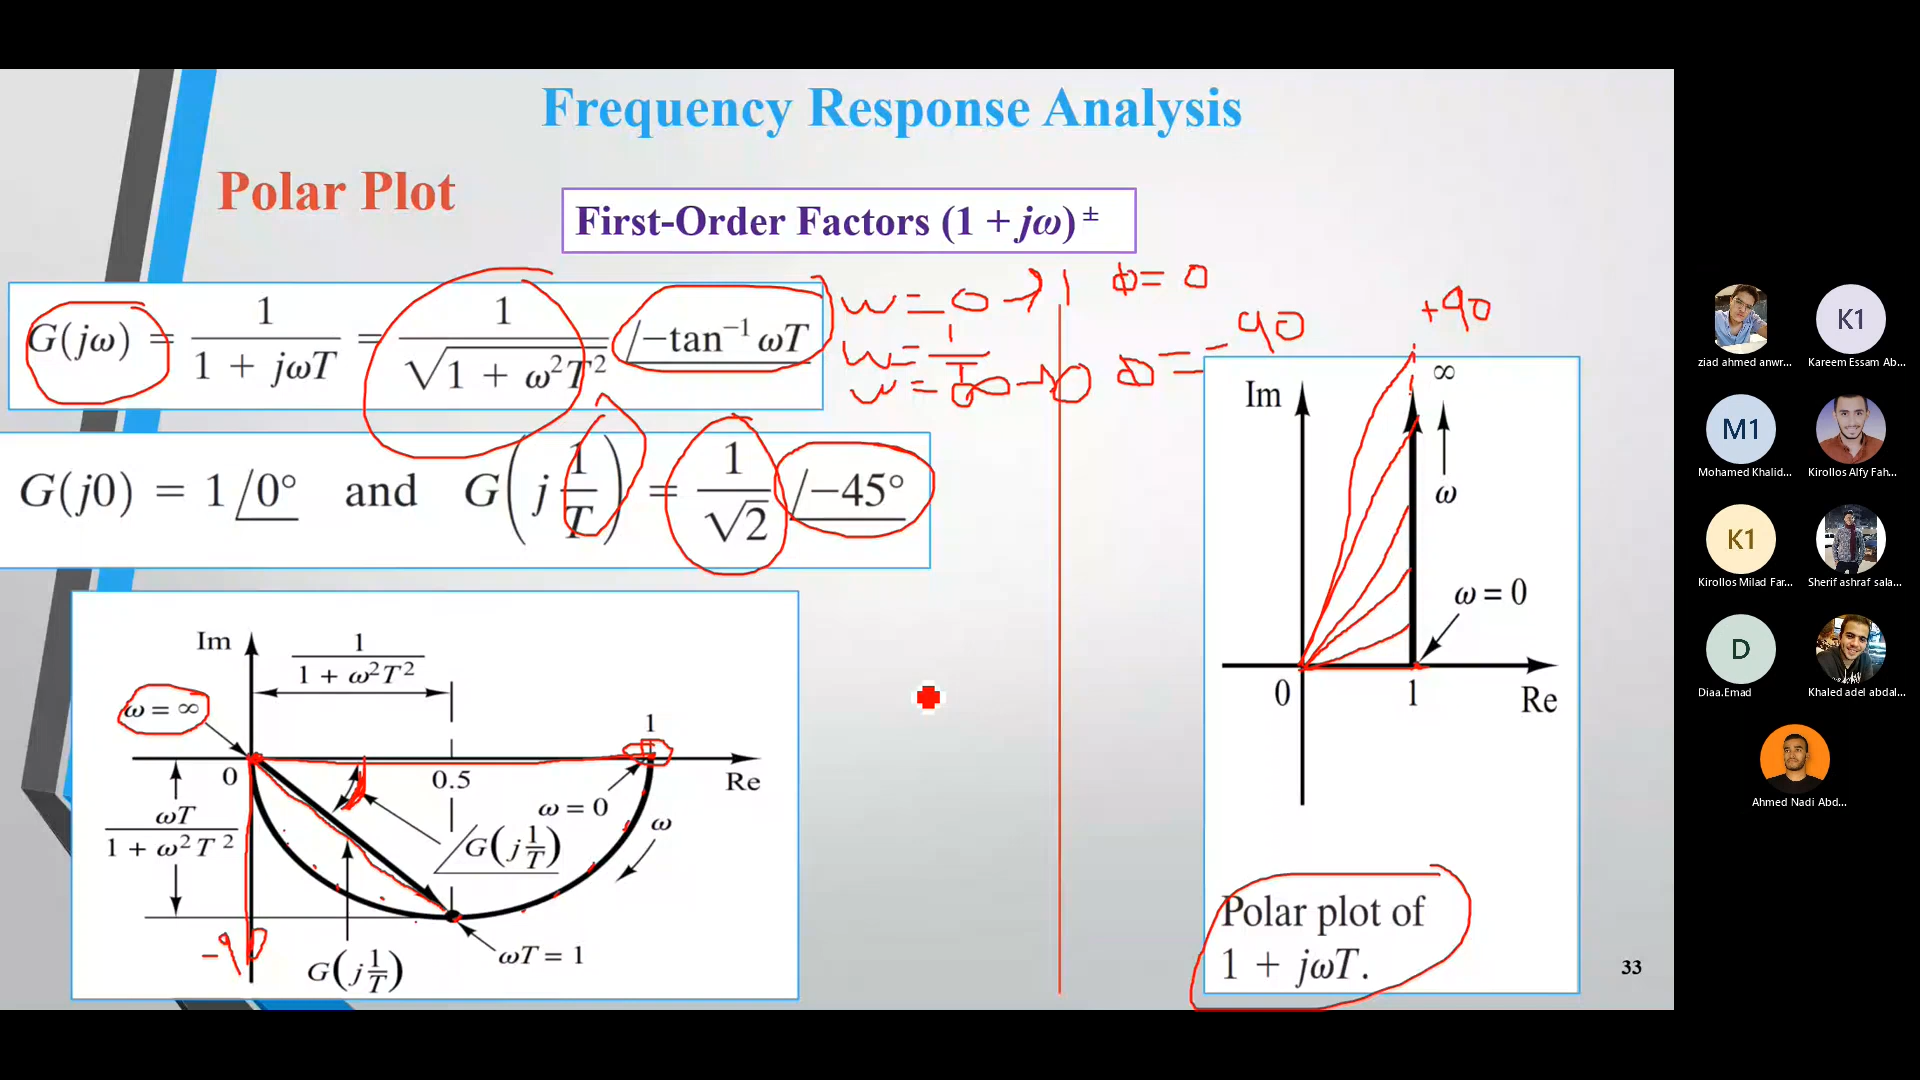 Frequency Response Analysis
Polar Plot
First-Order Factors (1 + jω) ±
G(jω) = 1 / (1 + jωT) = 1 / √(1 + ω²T²) /−tan⁻¹ ωT
w = 0 → 1 Φ = 0
w = 1/T
w = ∞ → 0 Φ = −90
G(j0) = 1 /0° and G(j 1/T) = 1/√2 /−45°
Im
1 / (1 + ω²T²)
ω = ∞
1
0
0.5
Re
ω = 0
ωT / (1 + ω²T²)
/G(j 1/T)
ω
−90
G(j 1/T)
ωT = 1
+90
Im
∞
ω
ω = 0
0
1
Re
Polar plot of
1 + jωT.
33
ziad ahmed anwr...
K1
Kareem Essam Ab...
M1
Mohamed Khalid...
Kirollos Alfy Fah...
K1
Kirollos Milad Far...
Sherif ashraf sala...
D
Diaa.Emad
Khaled adel abdal...
Ahmed Nadi Abd...